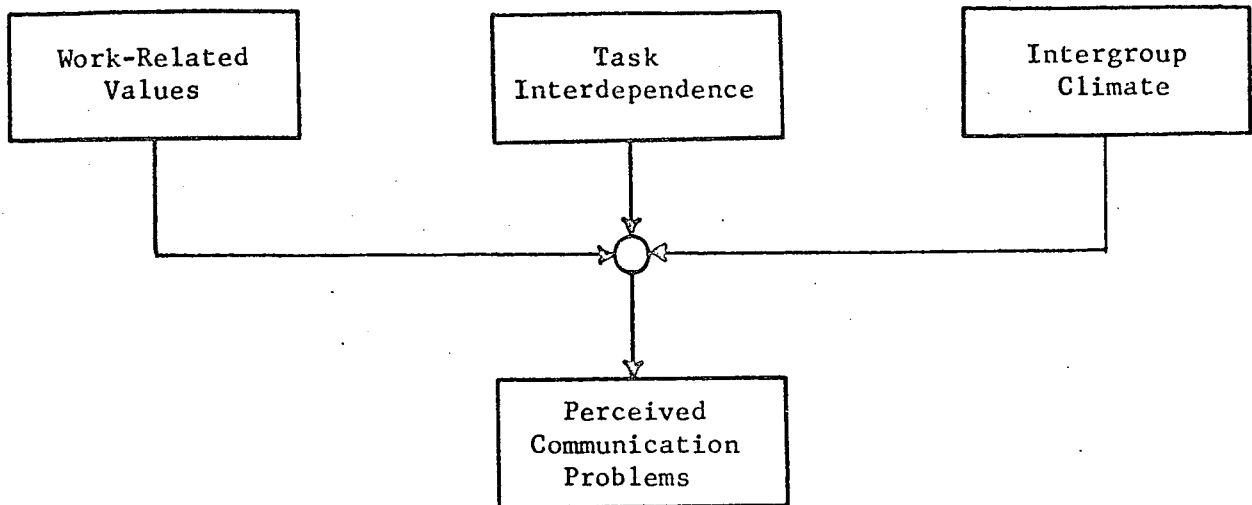 Work-Related
Values
Task
Interdependence
Intergroup
Climate
Perceived
Communication
Problems